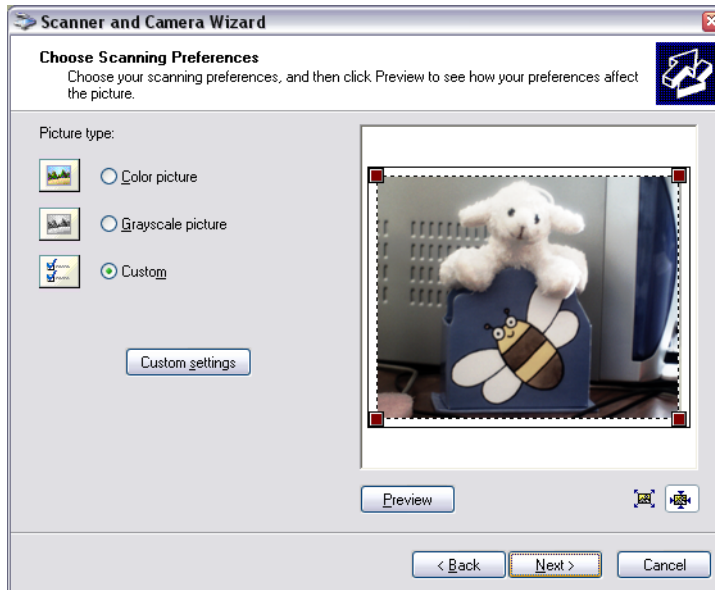 Scanner and Camera Wizard
Choose Scanning Preferences
Choose your scanning preferences, and then click Preview to see how your preferences affect
the picture.
Picture type:
Color picture
Grayscale picture
Custom
Custom settings
Preview
< Back
Next >
Cancel